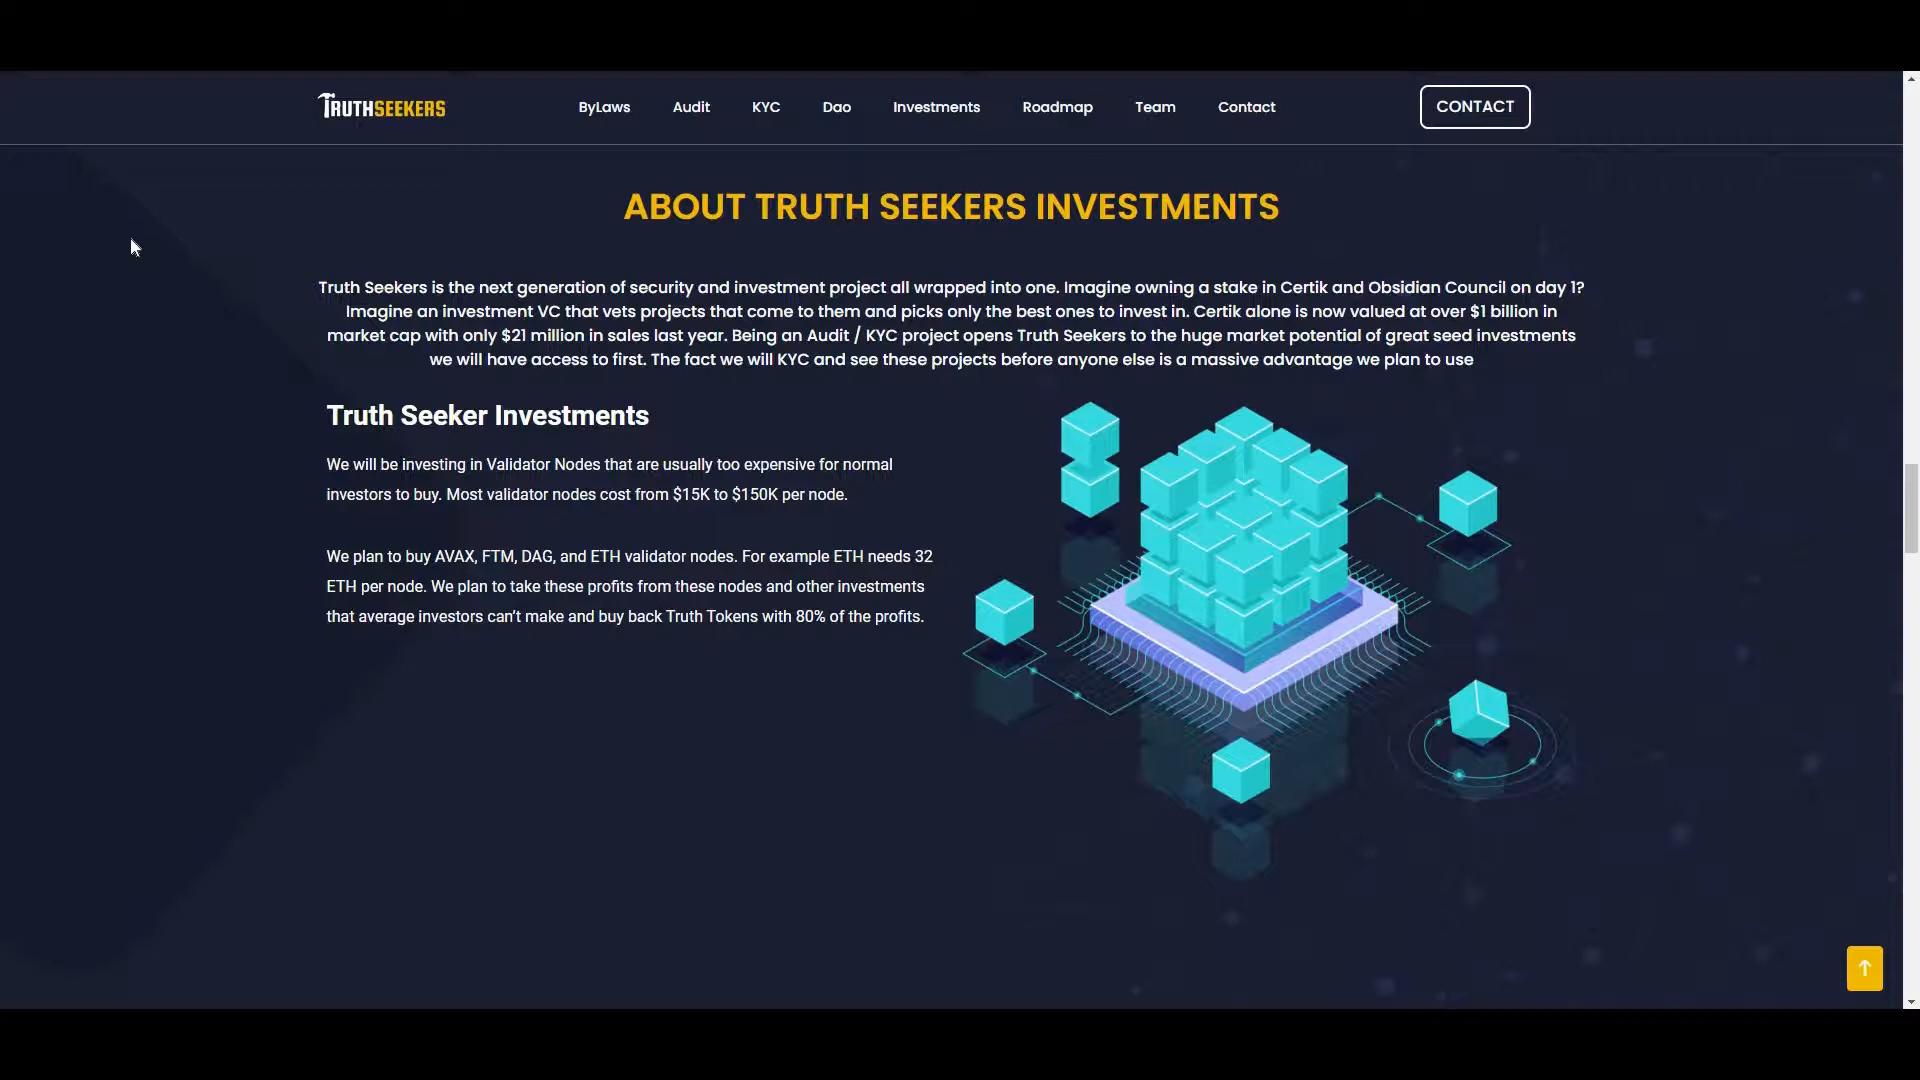 TRUTHSEEKERS
ByLaws
Audit
KYC
Dao
Investments
Roadmap
Team
Contact
CONTACT
ABOUT TRUTH SEEKERS INVESTMENTS
Truth Seekers is the next generation of security and investment project all wrapped into one. Imagine owning a stake in Certik and Obsidian Council on day 1?
Imagine an investment VC that vets projects that come to them and picks only the best ones to invest in. Certik alone is now valued at over $1 billion in
market cap with only $21 million in sales last year. Being an Audit / KYC project opens Truth Seekers to the huge market potential of great seed investments
we will have access to first. The fact we will KYC and see these projects before anyone else is a massive advantage we plan to use
Truth Seeker Investments
We will be investing in Validator Nodes that are usually too expensive for normal
investors to buy. Most validator nodes cost from $15K to $150K per node.
We plan to buy AVAX, FTM, DAG, and ETH validator nodes. For example ETH needs 32
ETH per node. We plan to take these profits from these nodes and other investments
that average investors can’t make and buy back Truth Tokens with 80% of the profits.